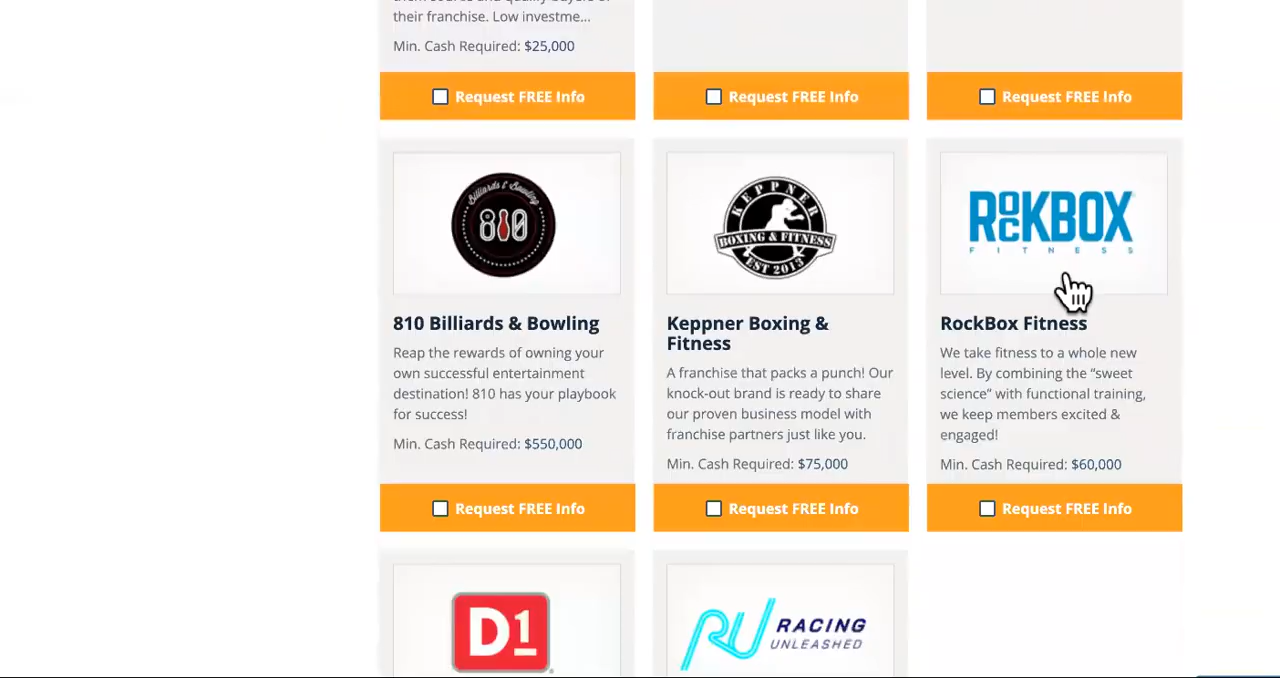 their franchise. Low investme...
Min. Cash Required: $25,000
Request FREE Info
Request FREE Info
Request FREE Info
Billiards & Bowling
810
KEPPNER
BOXING & FITNESS
EST 2013
ROCKBOX
FITNESS
810 Billiards & Bowling
Reap the rewards of owning your
own successful entertainment
destination! 810 has your playbook
for success!
Min. Cash Required: $550,000
Keppner Boxing &
Fitness
A franchise that packs a punch! Our
knock-out brand is ready to share
our proven business model with
franchise partners just like you.
Min. Cash Required: $75,000
RockBox Fitness
We take fitness to a whole new
level. By combining the “sweet
science” with functional training,
we keep members excited &
engaged!
Min. Cash Required: $60,000
Request FREE Info
Request FREE Info
Request FREE Info
D1
RU RACING
UNLEASHED